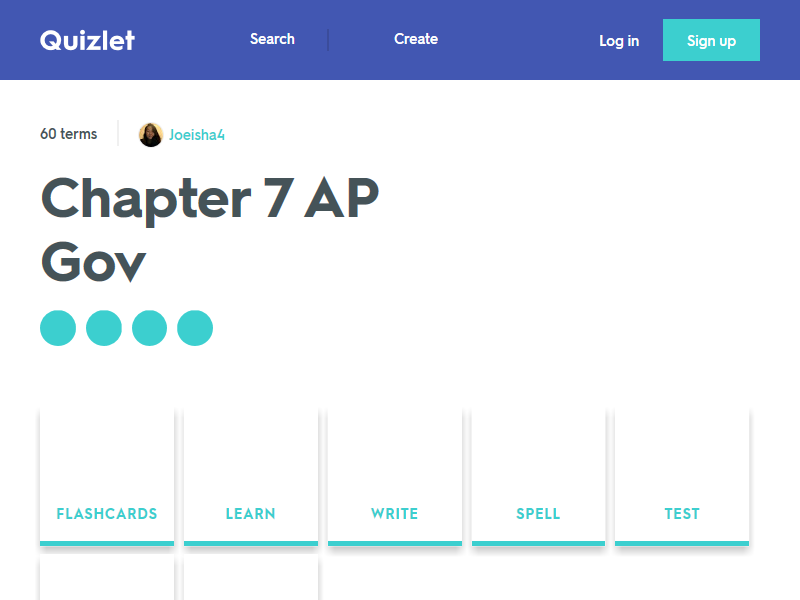 Quizlet
Search
Create
Log in
Sign up
60 terms
Joeisha4
Chapter 7 AP
Gov
FLASHCARDS
LEARN
WRITE
SPELL
TEST